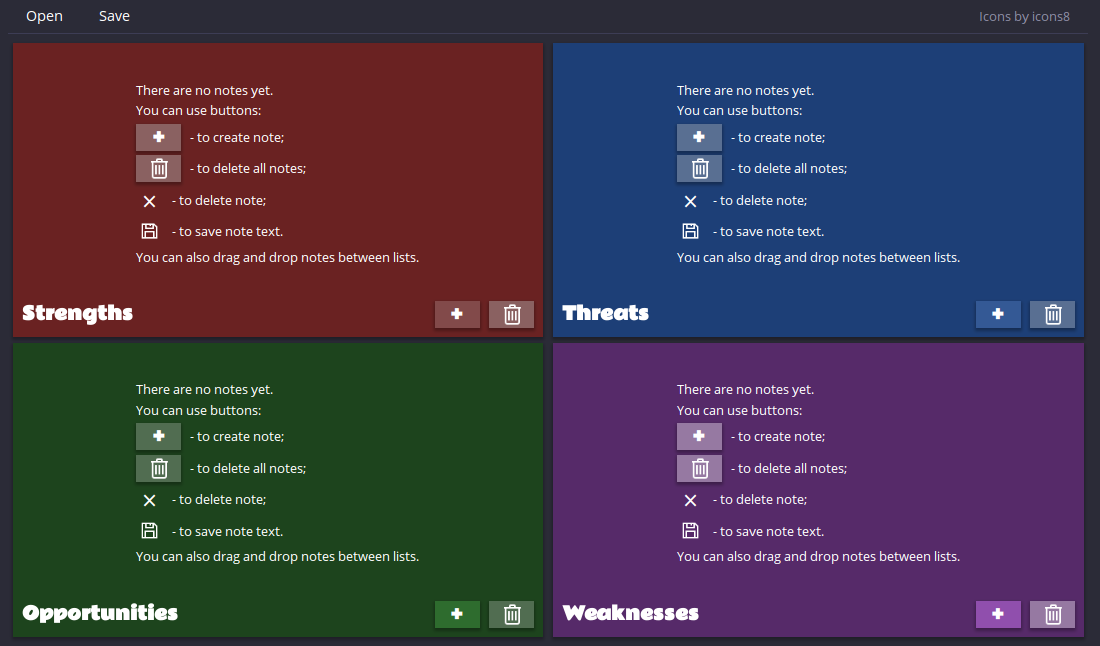 Open Save Icons by icons8
There are no notes yet.
You can use buttons:
- to create note;
- to delete all notes;
- to delete note;
- to save note text.
You can also drag and drop notes between lists.
Strengths
There are no notes yet.
You can use buttons:
- to create note;
- to delete all notes;
- to delete note;
- to save note text.
You can also drag and drop notes between lists.
Threats
There are no notes yet.
You can use buttons:
- to create note;
- to delete all notes;
- to delete note;
- to save note text.
You can also drag and drop notes between lists.
Opportunities
There are no notes yet.
You can use buttons:
- to create note;
- to delete all notes;
- to delete note;
- to save note text.
You can also drag and drop notes between lists.
Weaknesses